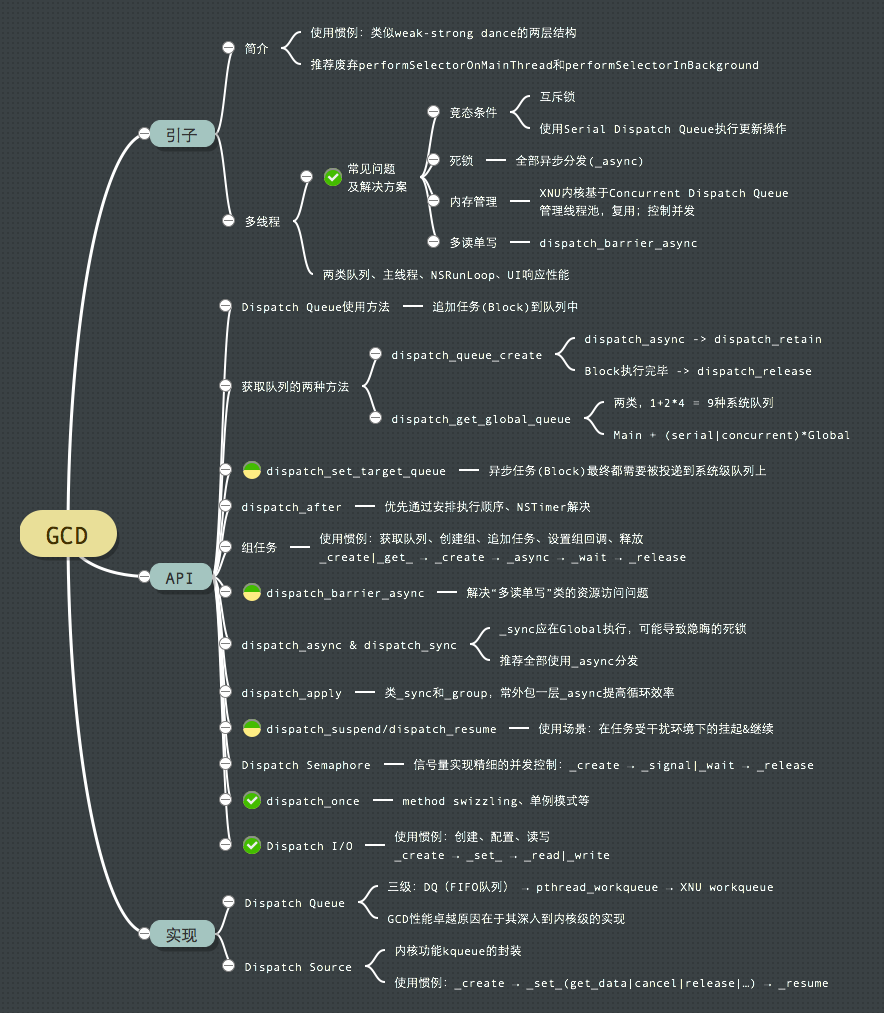 GCD
引子
简介
使用惯例：类似weak-strong dance的两层结构
推荐废弃performSelectorOnMainThread和performSelectorInBackground
多线程
常见问题
及解决方案
竞态条件
互斥锁
使用Serial Dispatch Queue执行更新操作
死锁
全部异步分发(_async)
内存管理
XNU内核基于Concurrent Dispatch Queue
管理线程池，复用；控制并发
多读单写
dispatch_barrier_async
两类队列、主线程、NSRunLoop、UI响应性能
API
Dispatch Queue使用方法
追加任务(Block)到队列中
获取队列的两种方法
dispatch_queue_create
dispatch_async -> dispatch_retain
Block执行完毕 -> dispatch_release
dispatch_get_global_queue
两类，1+2*4 = 9种系统队列
Main + (serial|concurrent)*Global
dispatch_set_target_queue
异步任务(Block)最终都需要被投递到系统级队列上
dispatch_after
优先通过安排执行顺序、NSTimer解决
组任务
使用惯例：获取队列、创建组、追加任务、设置组回调、释放
_create|_get_ → _create → _async → _wait → _release
dispatch_barrier_async
解决“多读单写”类的资源访问问题
dispatch_async & dispatch_sync
_sync应在Global执行，可能导致隐晦的死锁
推荐全部使用_async分发
dispatch_apply
类_sync和_group，常外包一层_async提高循环效率
dispatch_suspend/dispatch_resume
使用场景：在任务受干扰环境下的挂起&继续
Dispatch Semaphore
信号量实现精细的并发控制：_create → _signal|_wait → _release
dispatch_once
method swizzling、单例模式等
Dispatch I/O
使用惯例：创建、配置、读写
_create → _set_ → _read|_write
实现
Dispatch Queue
三级：DQ（FIFO队列） → pthread_workqueue → XNU workqueue
GCD性能卓越原因在于其深入到内核级的实现
Dispatch Source
内核功能kqueue的封装
使用惯例：_create → _set_(get_data|cancel|release|…) → _resume